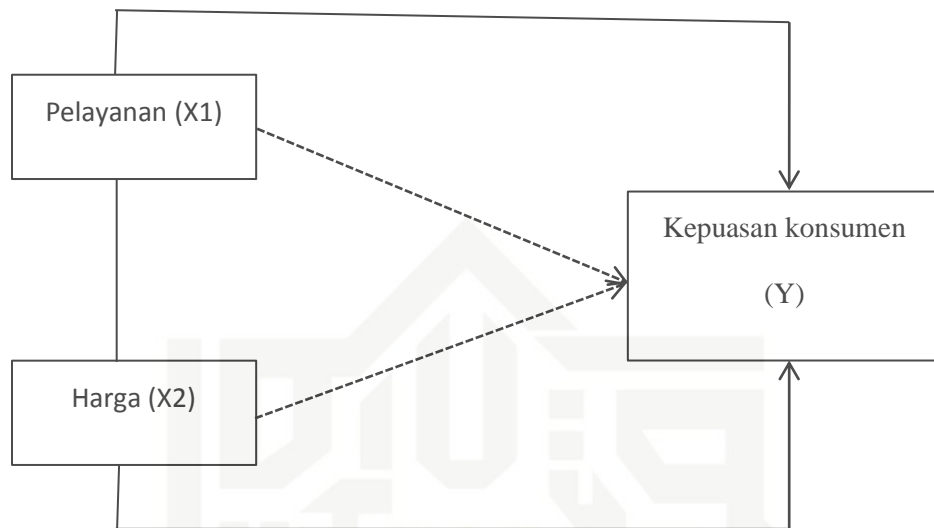 Pelayanan (X1)
Kepuasan konsumen
(Y)
Harga (X2)